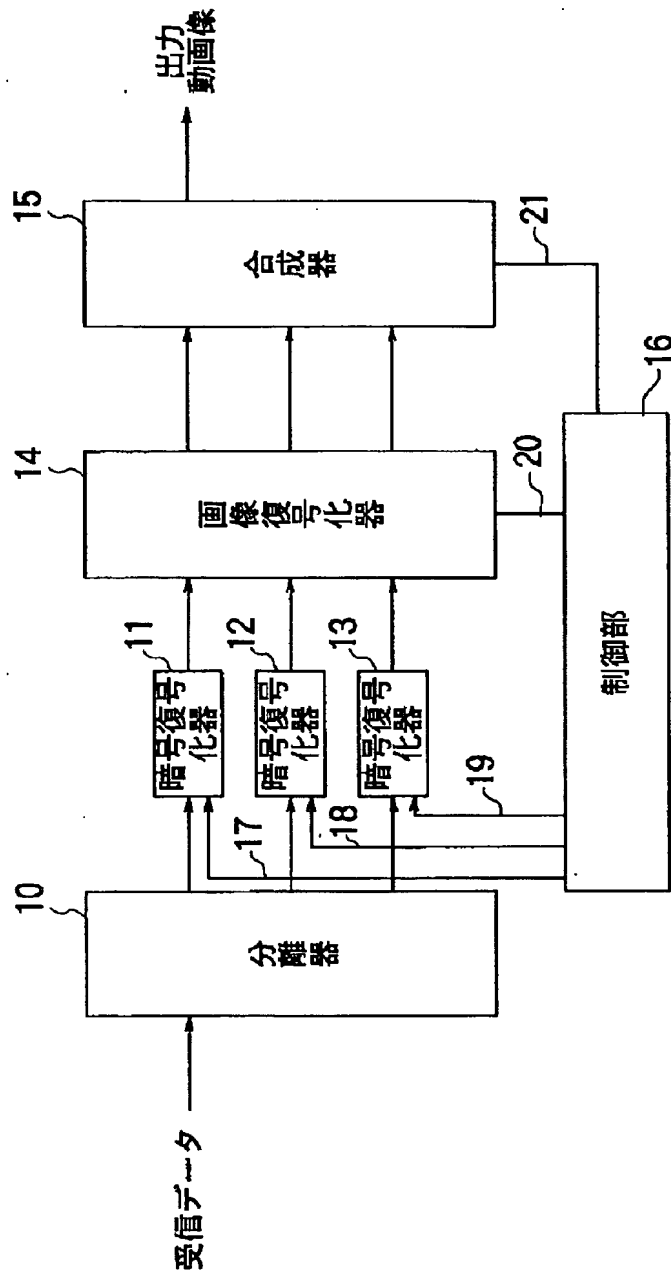 受信データ
10
分離器
17
18
19
11
暗号復号
化器
12
暗号復号
化器
13
暗号復号
化器
14
画像復号化器
20
15
合成器
21
16
制御部
出力
動画像